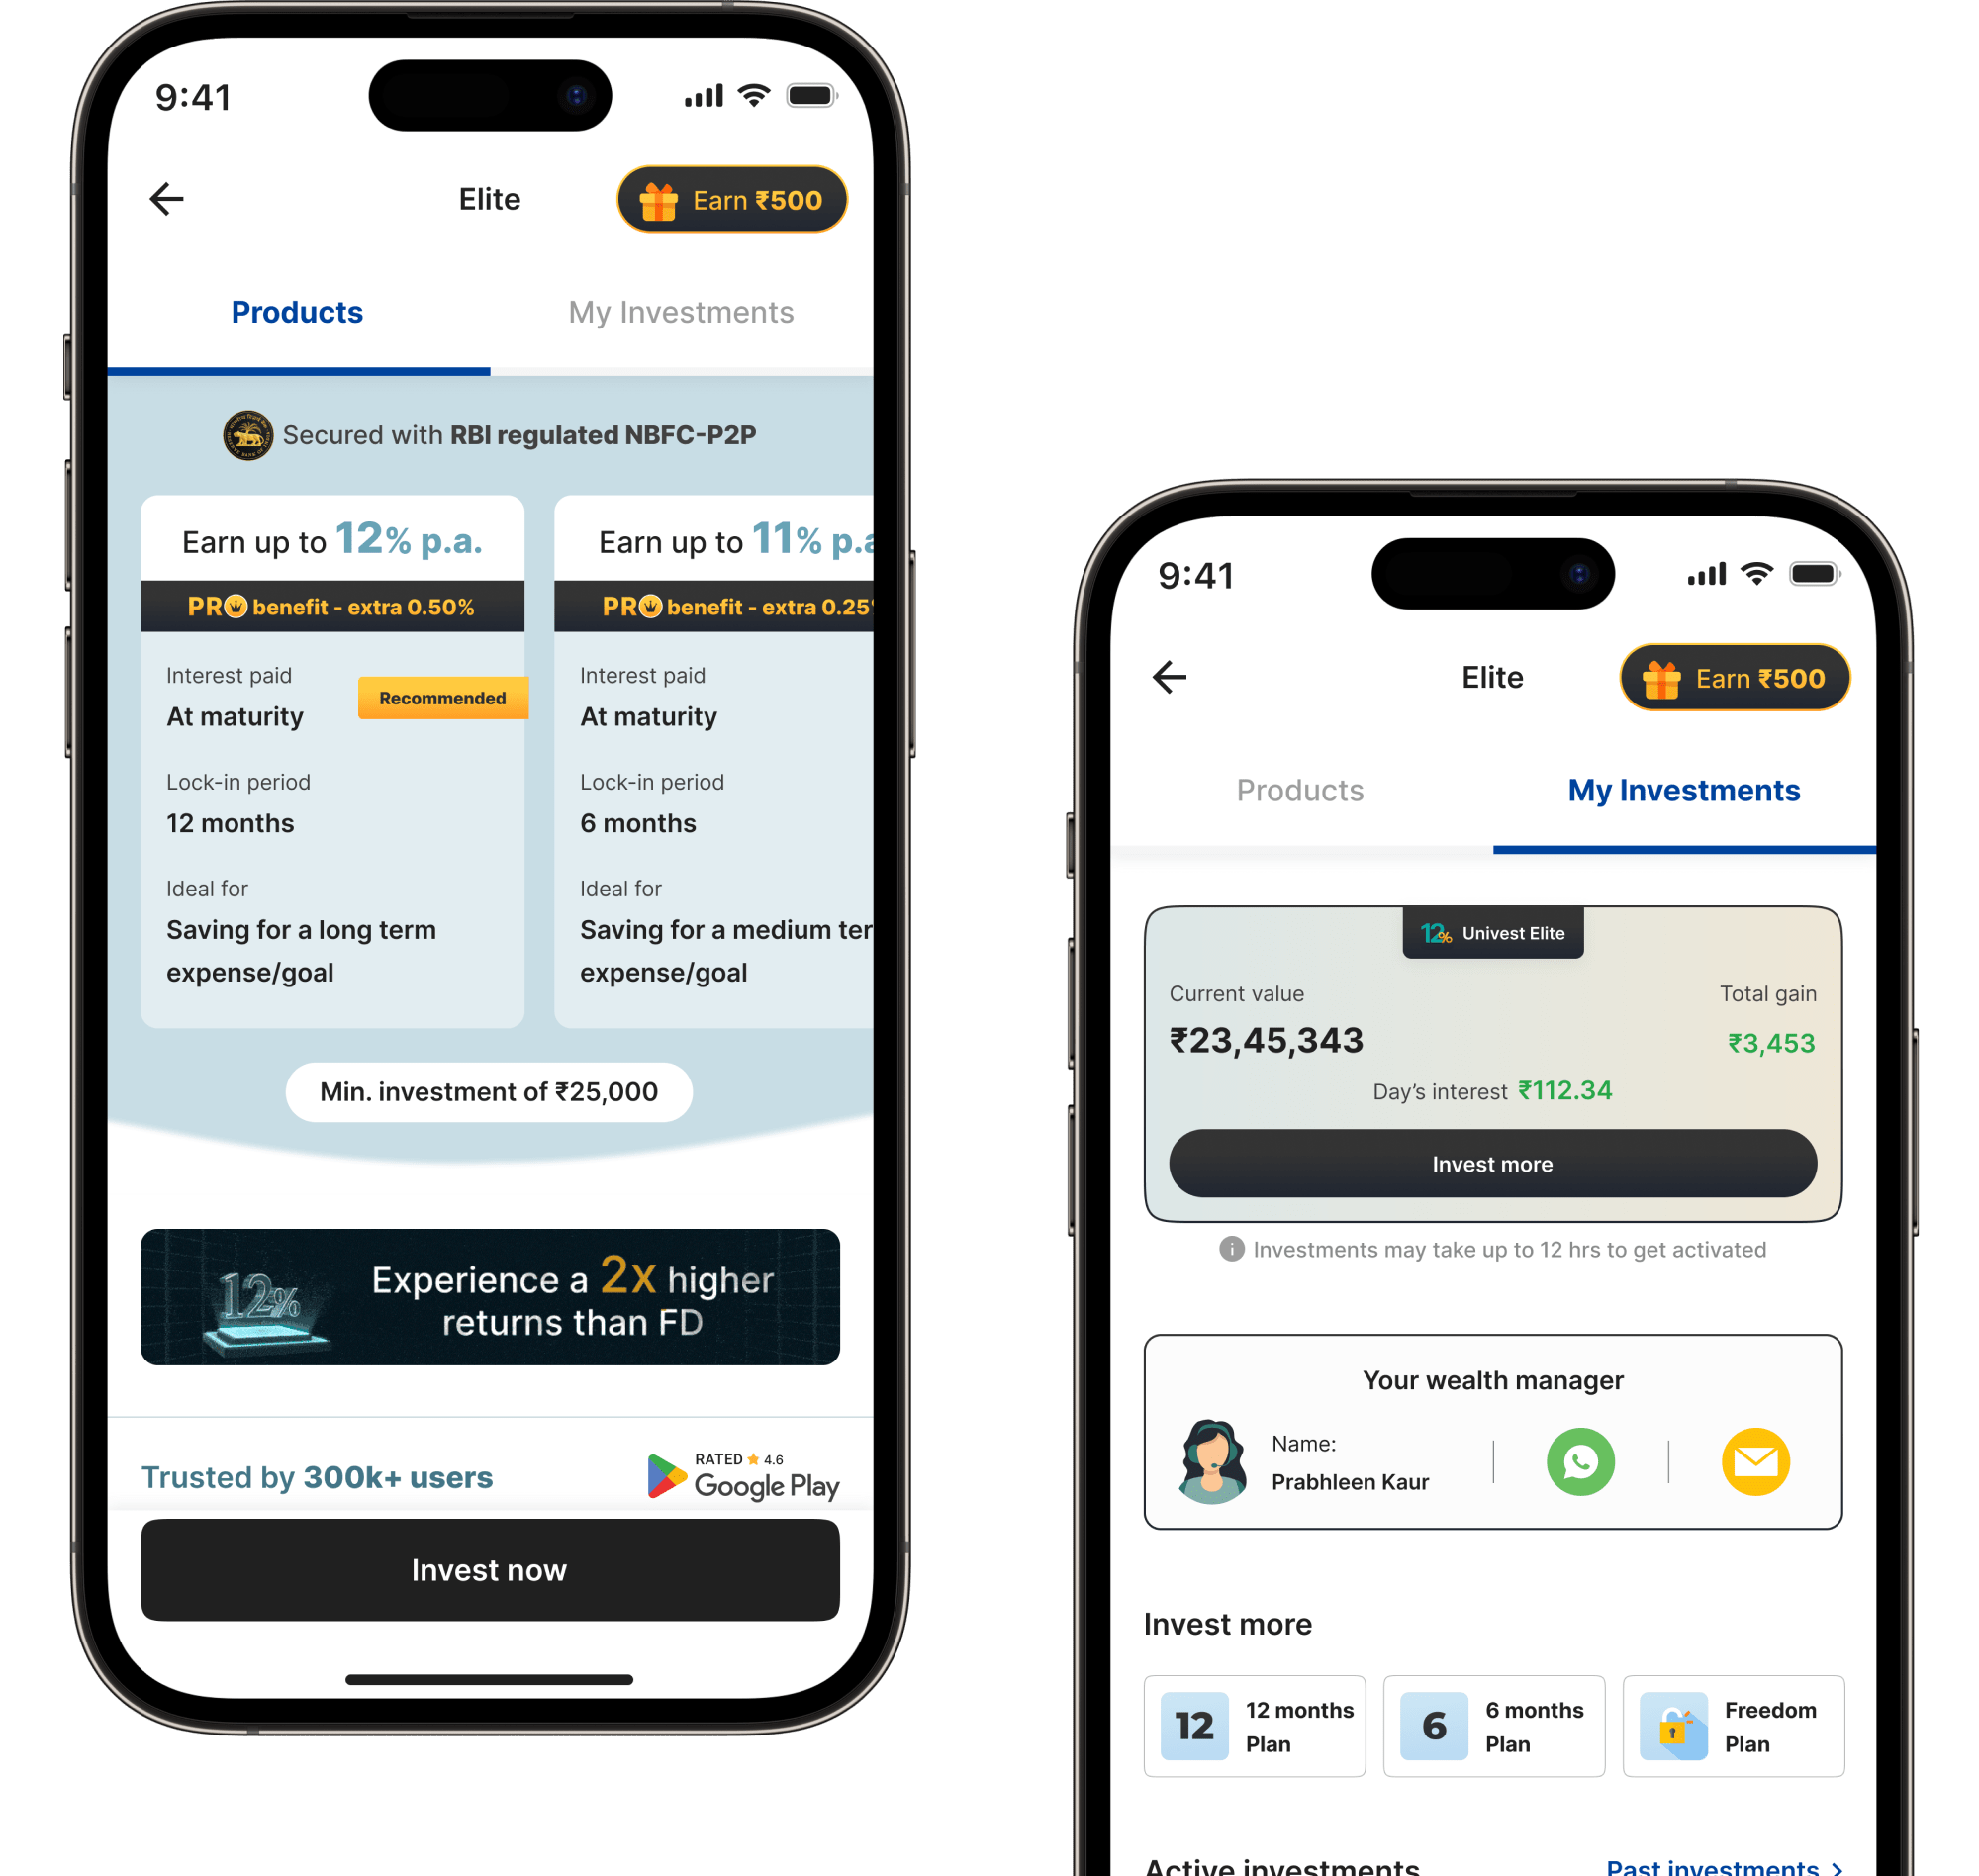 9:41
Elite
Earn ₹500
Products
My Investments
Secured with RBI regulated NBFC-P2P
Earn up to 12% p.a.
PRO benefit - extra 0.50%
Interest paid
At maturity
Recommended
Lock-in period
12 months
Ideal for
Saving for a long term
expense/goal
Earn up to 11% p.a
PRO benefit - extra 0.25%
Interest paid
At maturity
Lock-in period
6 months
Ideal for
Saving for a medium ter
expense/goal
Min. investment of ₹25,000
12%
Experience a 2x higher
returns than FD
Trusted by 300k+ users
RATED 4.6
Google Play
Invest now
9:41
Elite
Earn ₹500
Products
My Investments
12% Univest Elite
Current value
Total gain
₹23,45,343
₹3,453
Day's interest ₹112.34
Invest more
Investments may take up to 12 hrs to get activated
Your wealth manager
Name:
Prabhleen Kaur
Invest more
12
12 months
Plan
6
6 months
Plan
Freedom
Plan
Active investments
Past investments